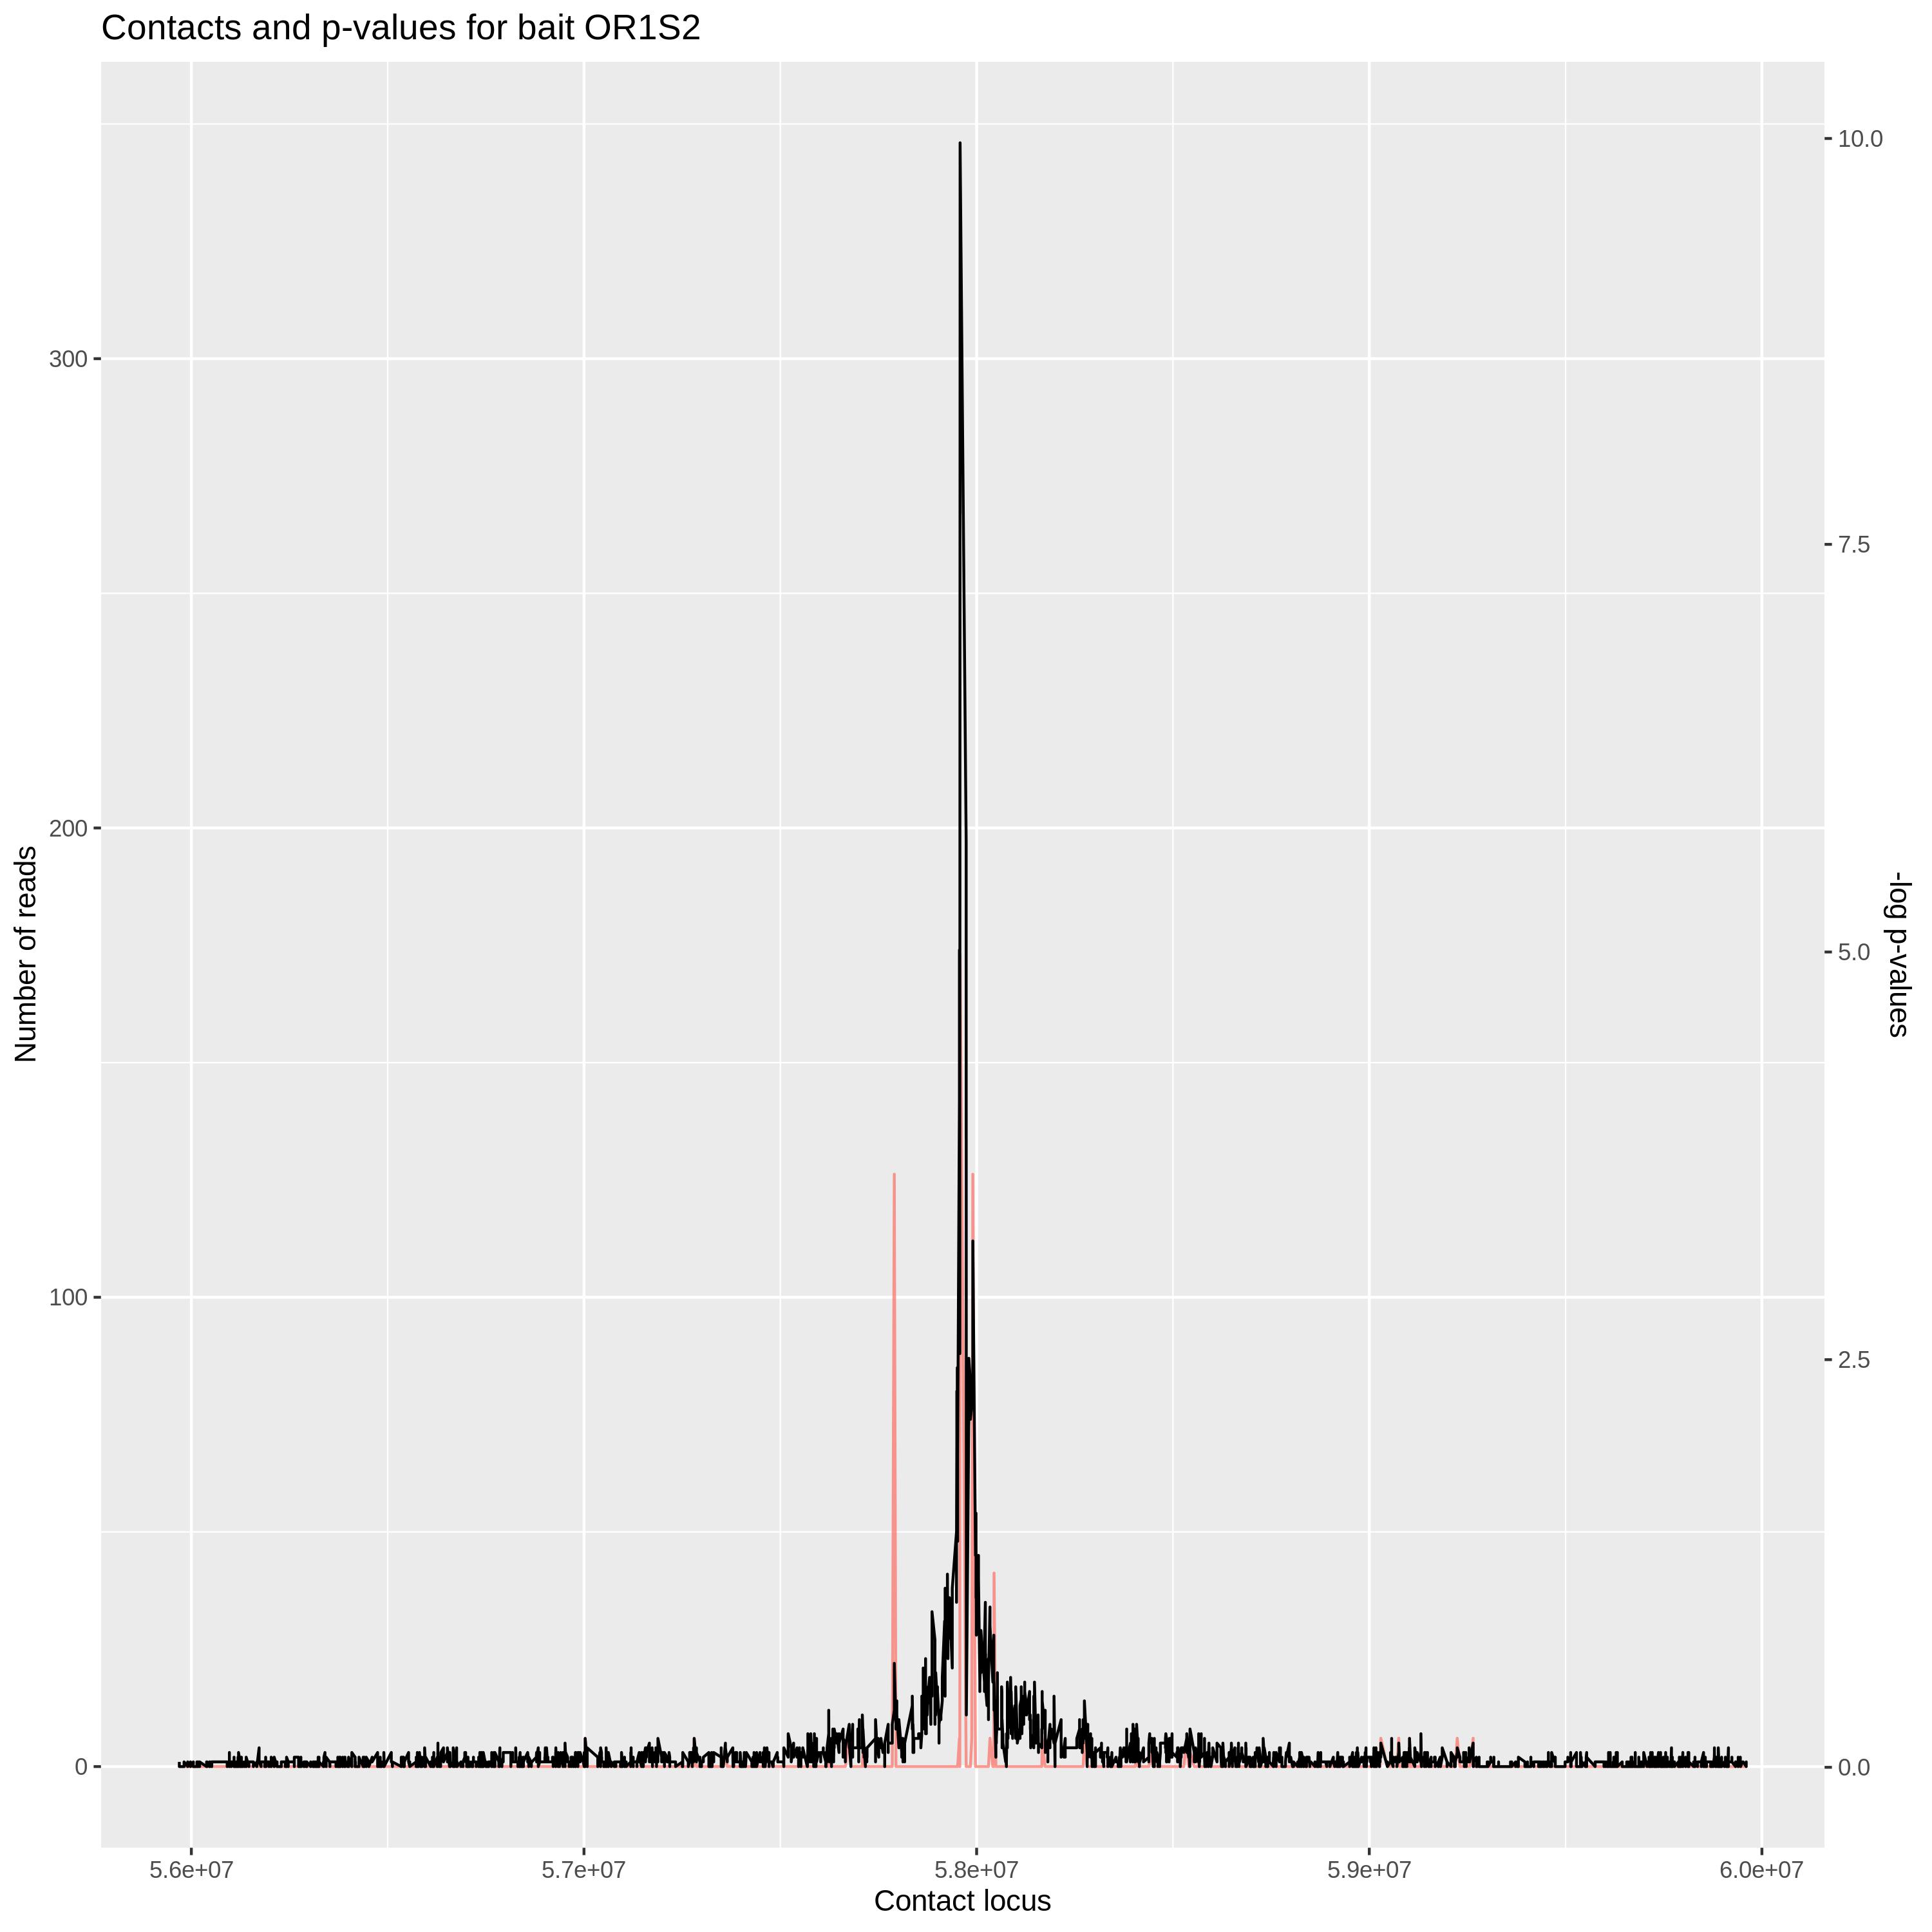 Contacts and p-values for bait OR1S2
Number of reads
300
200
100
0
10.0
7.5
5.0
2.5
0.0
-log p-values
5.6e+07 5.7e+07 5.8e+07 5.9e+07 6.0e+07
Contact locus